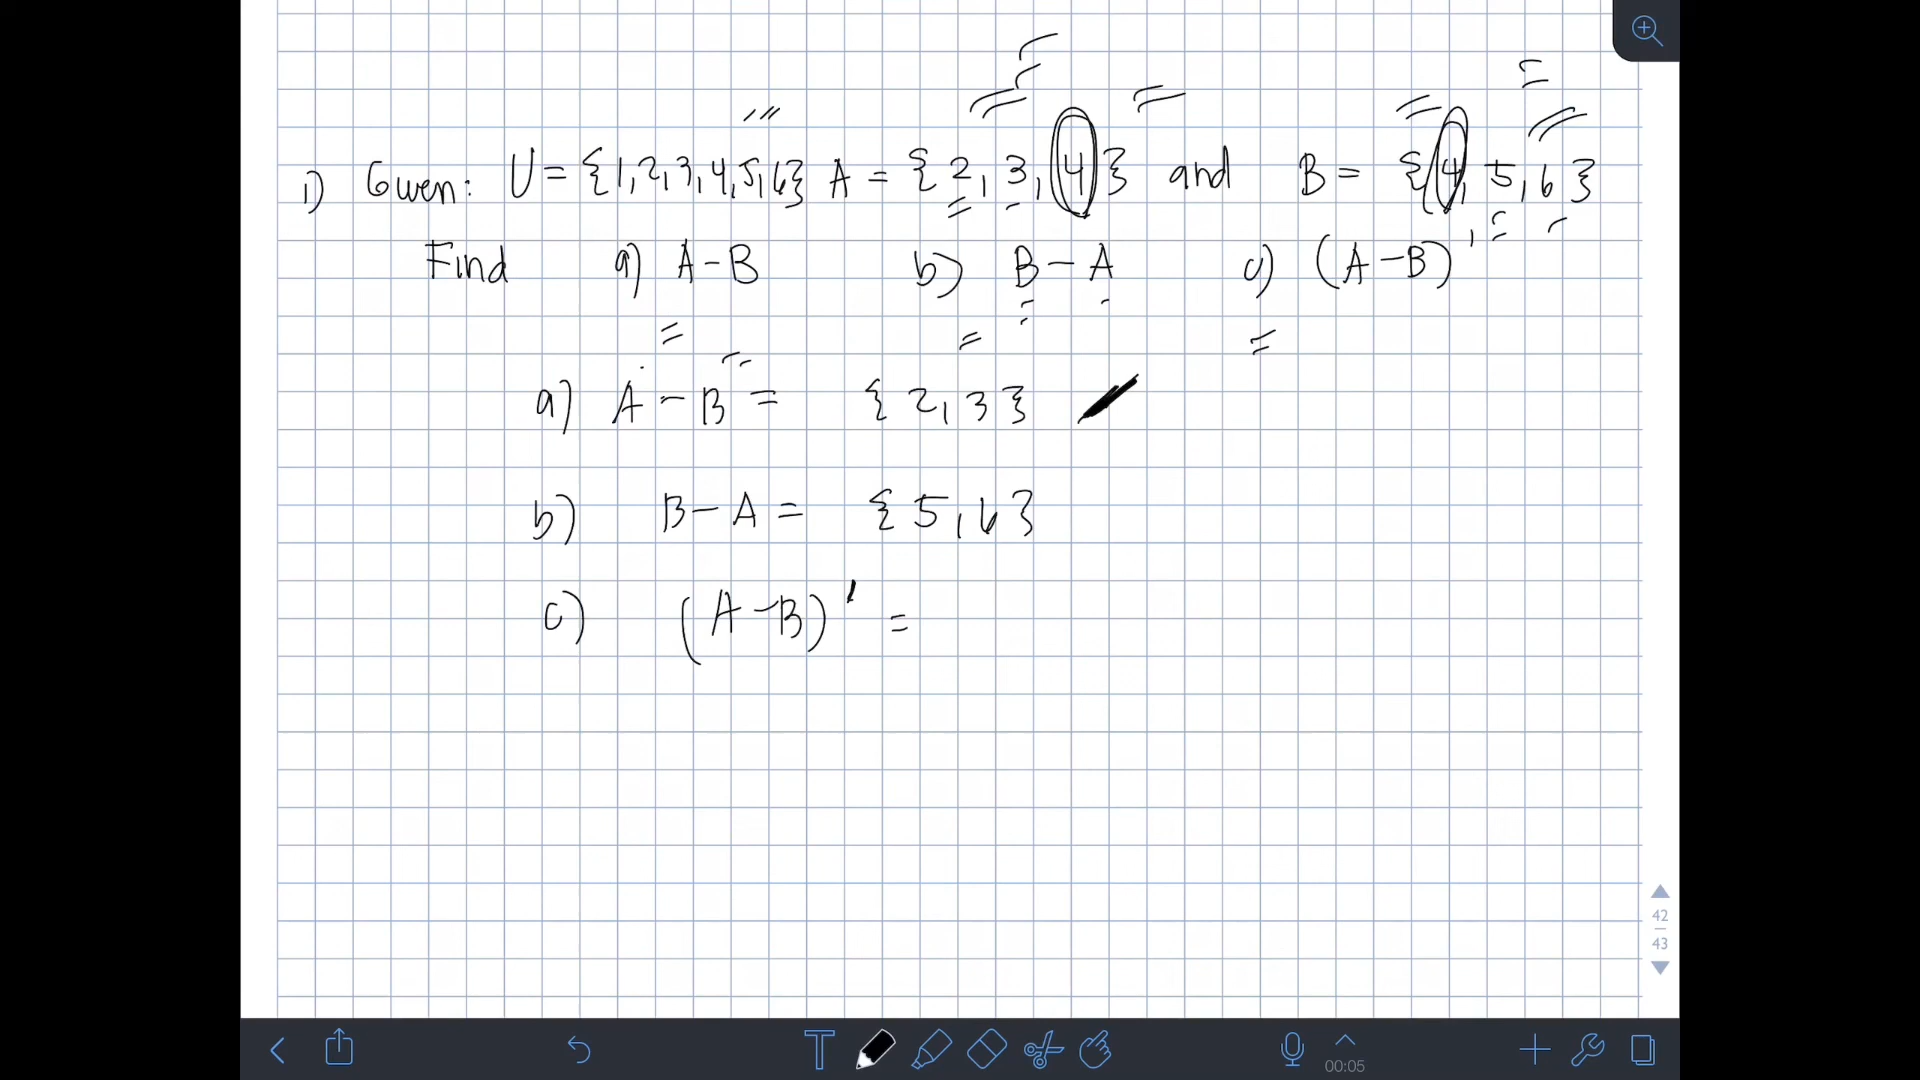 1) Given: U = {1,2,3,4,5,6} A = {2, 3, 4} and B = {4, 5, 6}
Find a) A - B b) B - A c) (A - B)'
a) A - B = {2, 3}
b) B - A = {5, 6}
c) (A - B)' =
42
43
00:05